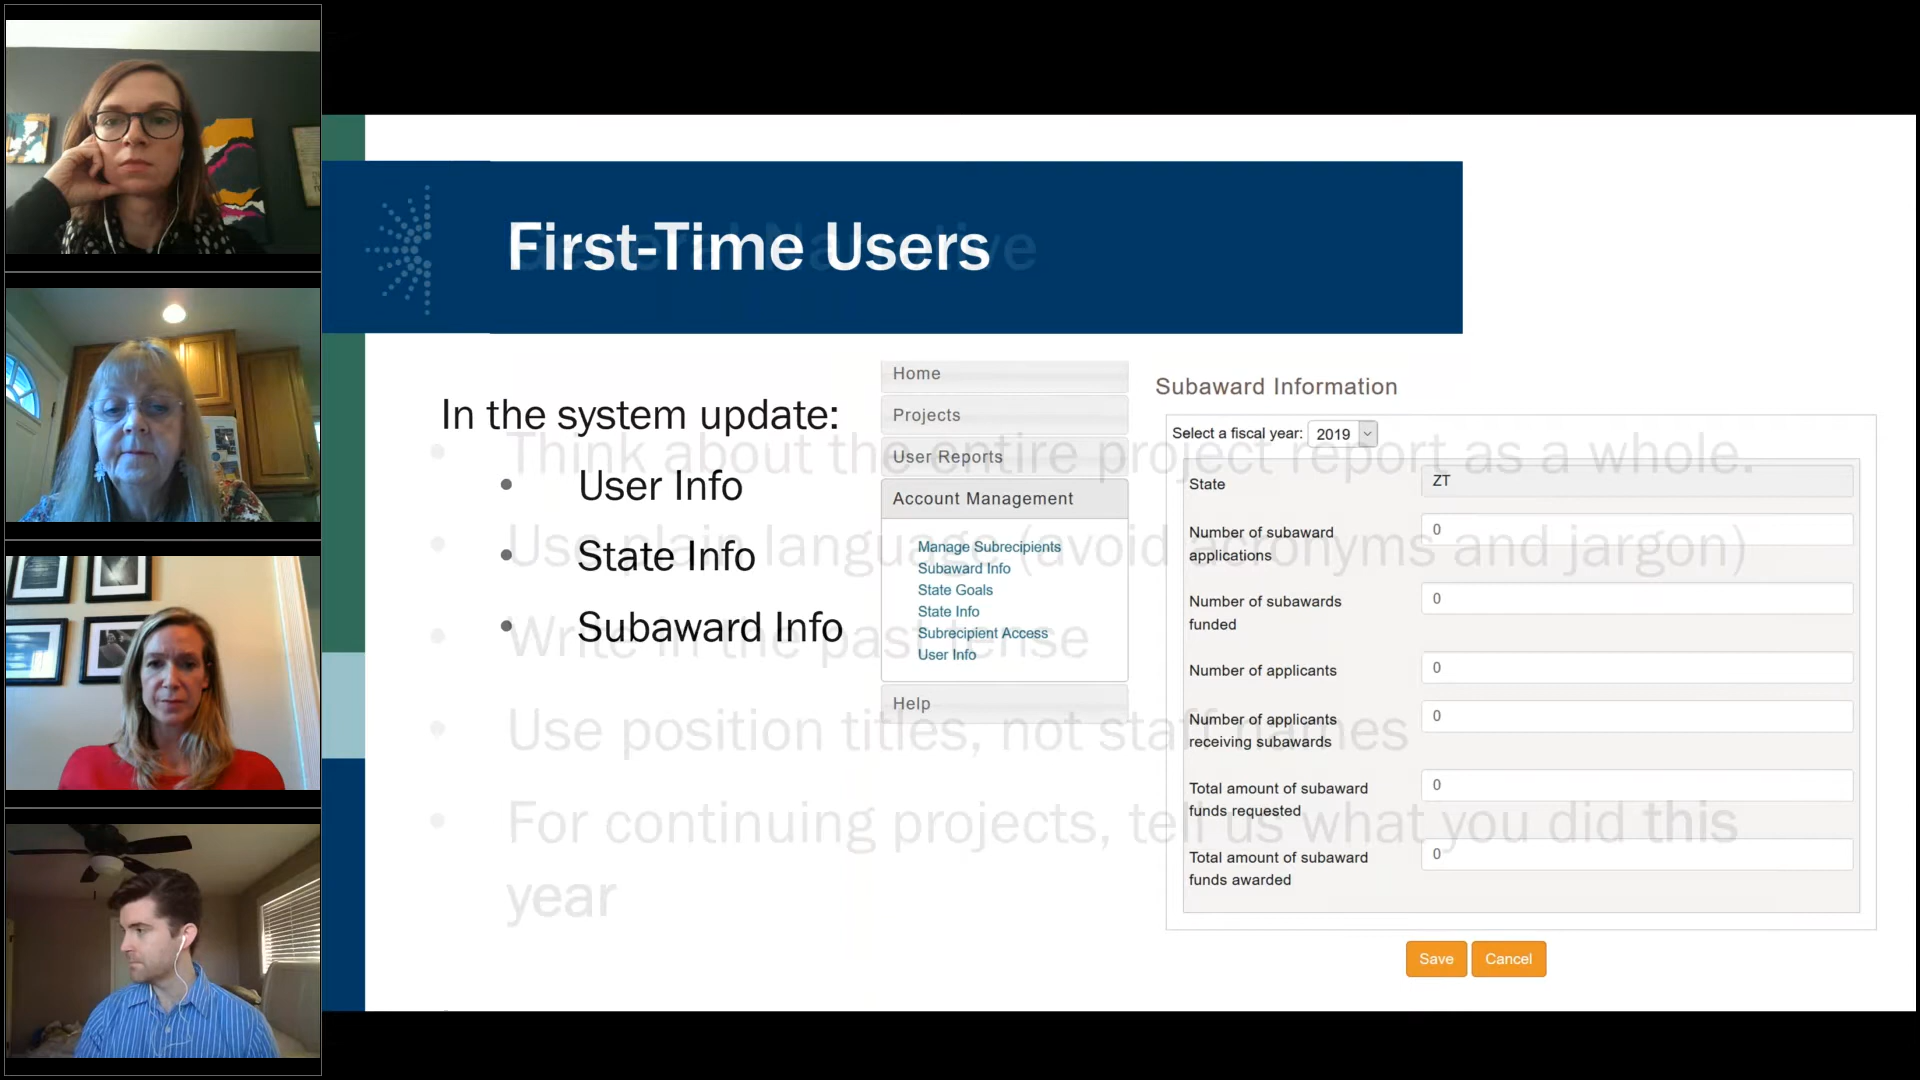 First-Time Users
General Narrative
In the system update:
User Info
State Info
Subaward Info
Think about the entire project report as a whole.
Use plain language (avoid acronyms and jargon)
Write in the past tense
Use position titles, not staff names
For continuing projects, tell us what you did this
year
Home
Projects
User Reports
Account Management
Manage Subrecipients
Subaward Info
State Goals
State Info
Subrecipient Access
User Info
Help
Subaward Information
Select a fiscal year: 2019
State ZT
Number of subaward
applications 0
Number of subawards
funded 0
Number of applicants 0
Number of applicants
receiving subawards 0
Total amount of subaward
funds requested 0
Total amount of subaward
funds awarded 0
Save Cancel